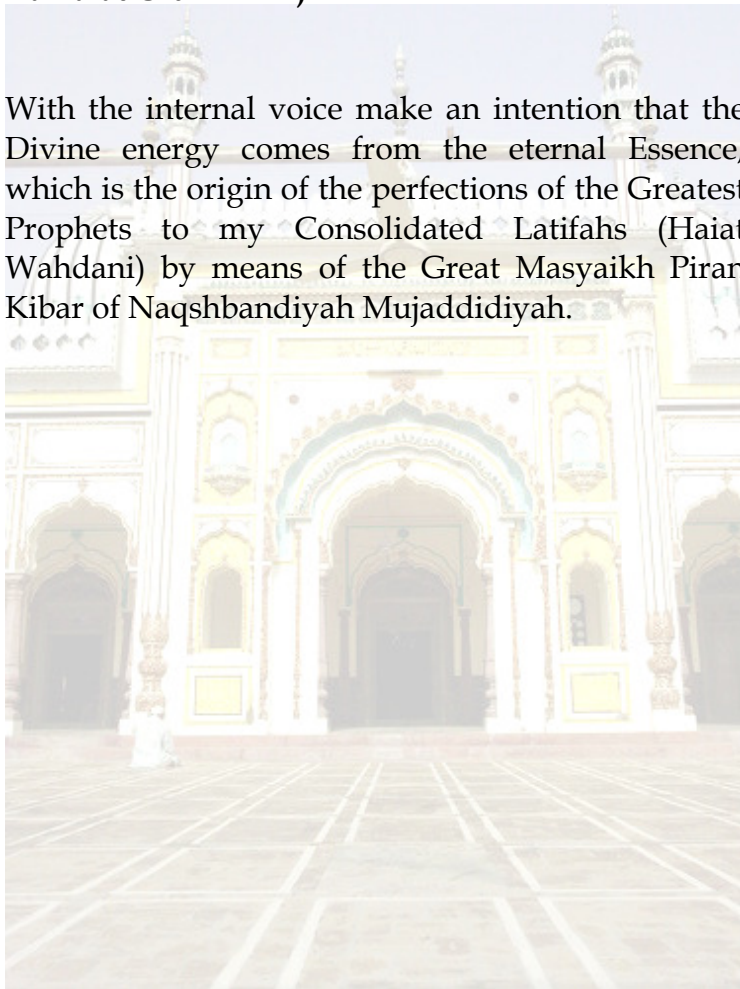 With the internal voice make an intention that the
Divine energy comes from the eternal Essence,
which is the origin of the perfections of the Greatest
Prophets to my Consolidated Latifahs (Haiat
Wahdani) by means of the Great Masyaikh Piran
Kibar of Naqshbandiyah Mujaddidiyah.